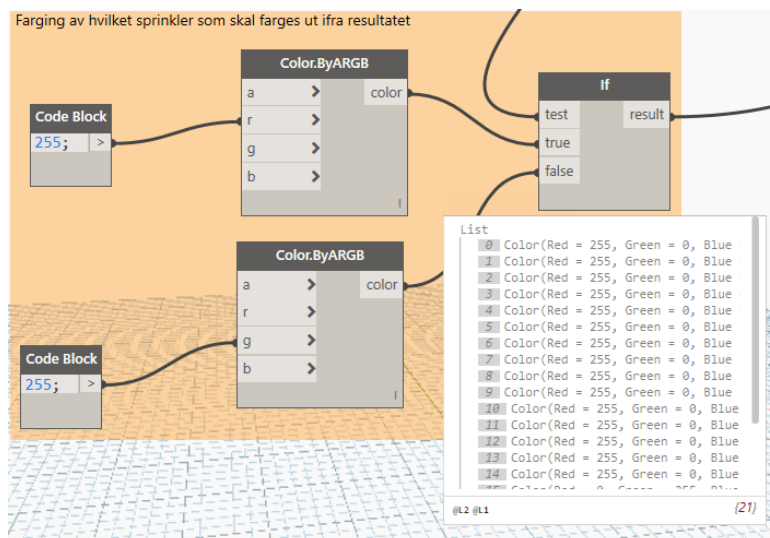 Farging av hvilket sprinkler som skal farges ut ifra resultatet
Color.ByARGB
a > color
r >
g >
b >
Code Block
255; >
If
test result
true
false
Color.ByARGB
a > color
r >
g >
b >
Code Block
255; >
List
0 Color(Red = 255, Green = 0, Blue
1 Color(Red = 255, Green = 0, Blue
2 Color(Red = 255, Green = 0, Blue
3 Color(Red = 255, Green = 0, Blue
4 Color(Red = 255, Green = 0, Blue
5 Color(Red = 255, Green = 0, Blue
6 Color(Red = 255, Green = 0, Blue
7 Color(Red = 255, Green = 0, Blue
8 Color(Red = 255, Green = 0, Blue
9 Color(Red = 255, Green = 0, Blue
10 Color(Red = 255, Green = 0, Blue
11 Color(Red = 255, Green = 0, Blue
12 Color(Red = 255, Green = 0, Blue
13 Color(Red = 255, Green = 0, Blue
14 Color(Red = 255, Green = 0, Blue
@L2 @L1 {21}